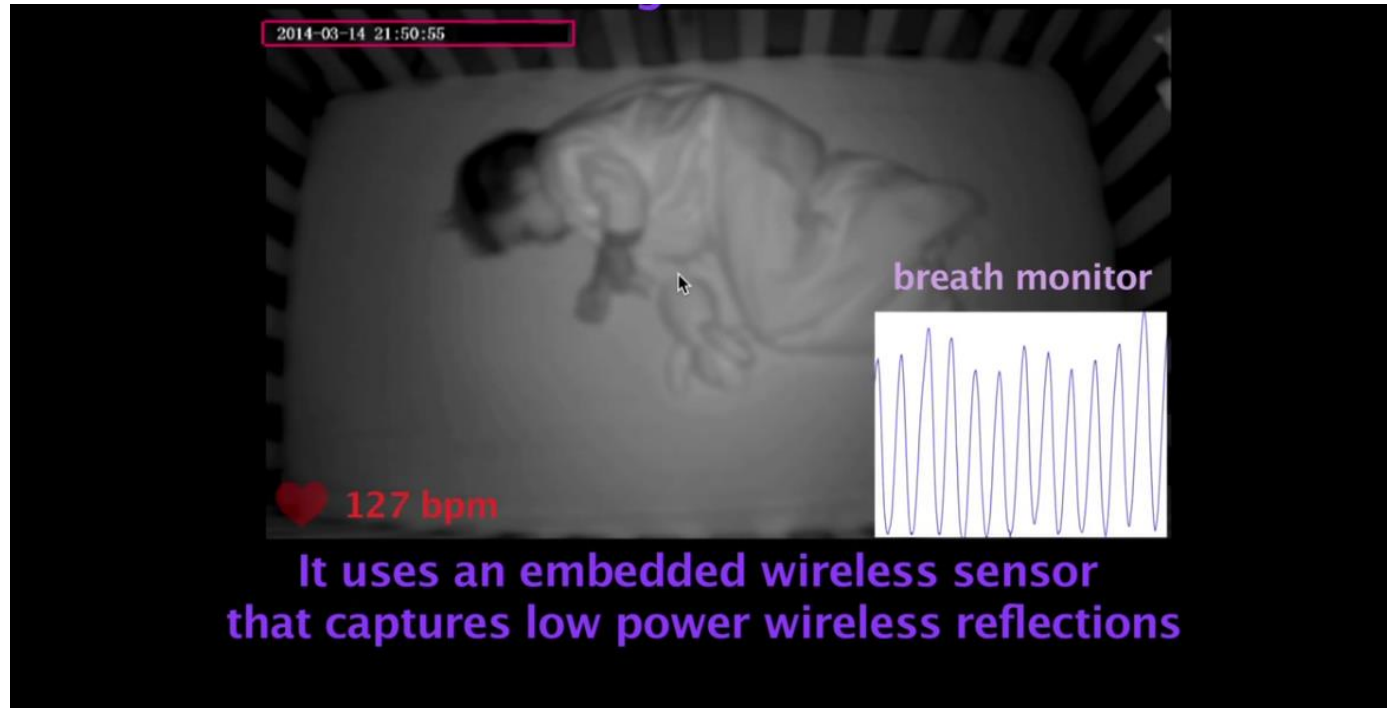 2014-03-14 21:50:55
breath monitor
127 bpm
It uses an embedded wireless sensor
that captures low power wireless reflections